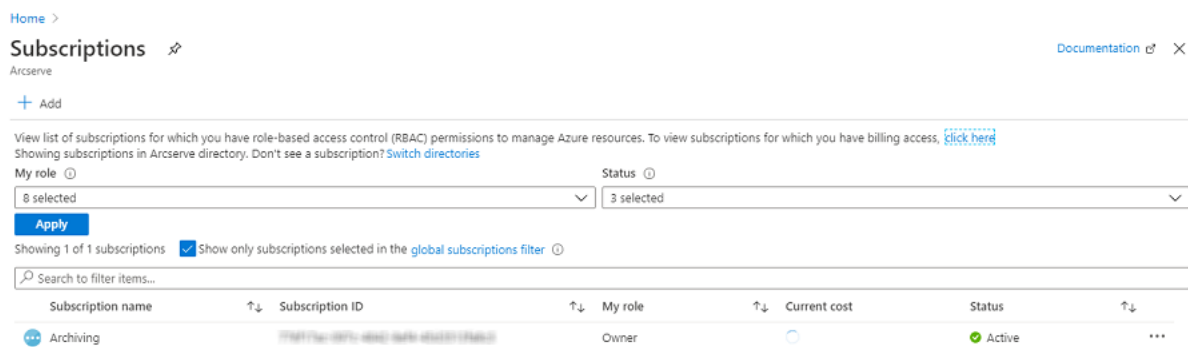 Home >
Subscriptions
Documentation
Arcserve
+ Add
View list of subscriptions for which you have role-based access control (RBAC) permissions to manage Azure resources. To view subscriptions for which you have billing access, click here
Showing subscriptions in Arcserve directory. Don't see a subscription? Switch directories
My role Status
8 selected 3 selected
Apply
Showing 1 of 1 subscriptions Show only subscriptions selected in the global subscriptions filter
Search to filter items...
Subscription name Subscription ID My role Current cost Status
Archiving Owner Active